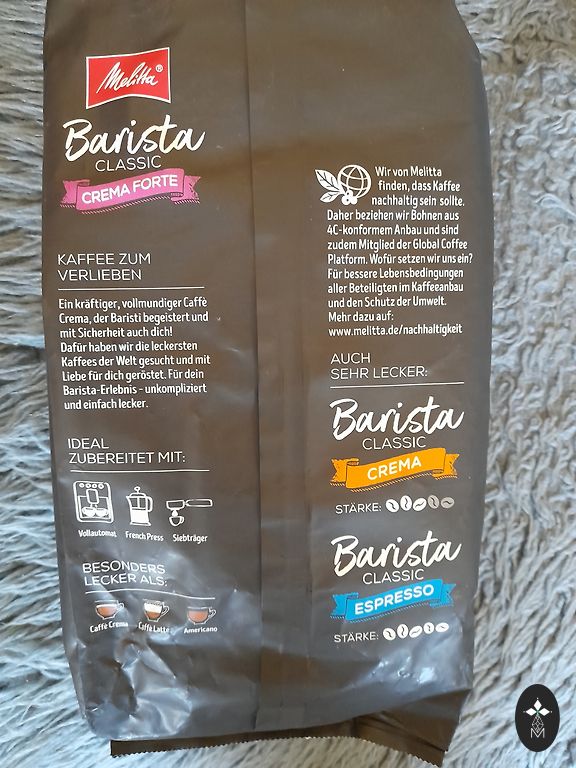 Melitta®
Barista
CLASSIC
CREMA FORTE
KAFFEE ZUM
VERLIEBEN
Ein kräftiger, vollmundiger Caffè
Crema, der Baristi begeistert und
mit Sicherheit auch dich!
Dafür haben wir die leckersten
Kaffees der Welt gesucht und mit
Liebe für dich geröstet. Für dein
Barista-Erlebnis – unkompliziert
und einfach lecker.
IDEAL
ZUBEREITET MIT:
Vollautomat French Press Siebträger
BESONDERS
LECKER ALS:
Caffè Crema Caffè Latte Americano
Wir von Melitta
finden, dass Kaffee
nachhaltig sein sollte.
Daher beziehen wir Bohnen aus
4C-konformem Anbau und sind
zudem Mitglied der Global Coffee
Platform. Wofür setzen wir uns ein?
Für bessere Lebensbedingungen
aller Beteiligten im Kaffeeanbau
und den Schutz der Umwelt.
Mehr dazu auf:
www.melitta.de/nachhaltigkeit
AUCH
SEHR LECKER:
Barista
CLASSIC
CREMA
STÄRKE:
Barista
CLASSIC
ESPRESSO
STÄRKE:
M